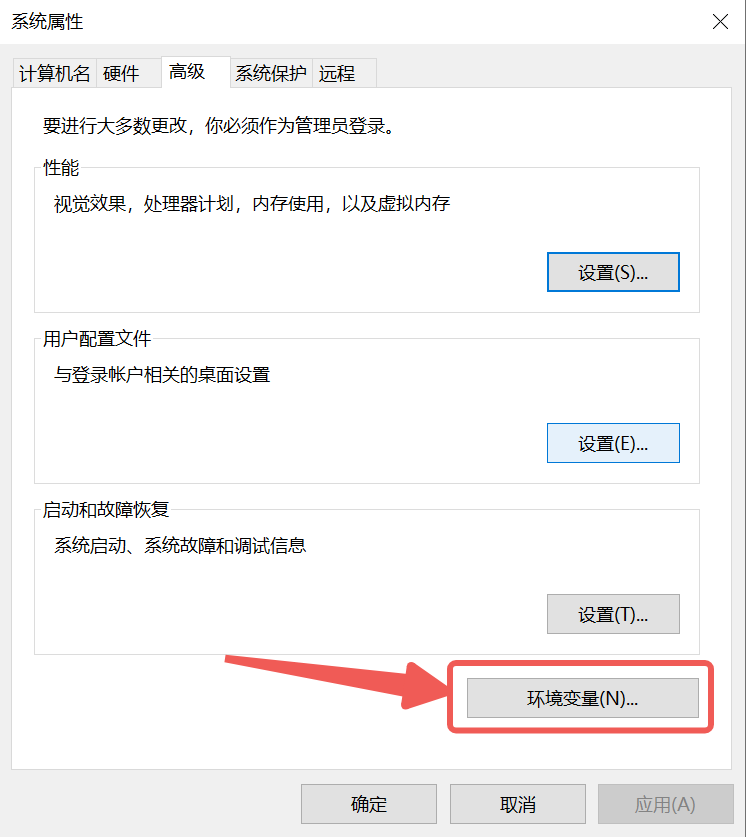 系统属性
计算机名 硬件 高级 系统保护 远程
要进行大多数更改，你必须作为管理员登录。
性能
视觉效果，处理器计划，内存使用，以及虚拟内存
设置(S)...
用户配置文件
与登录帐户相关的桌面设置
设置(E)...
启动和故障恢复
系统启动、系统故障和调试信息
设置(T)...
环境变量(N)...
确定 取消 应用(A)